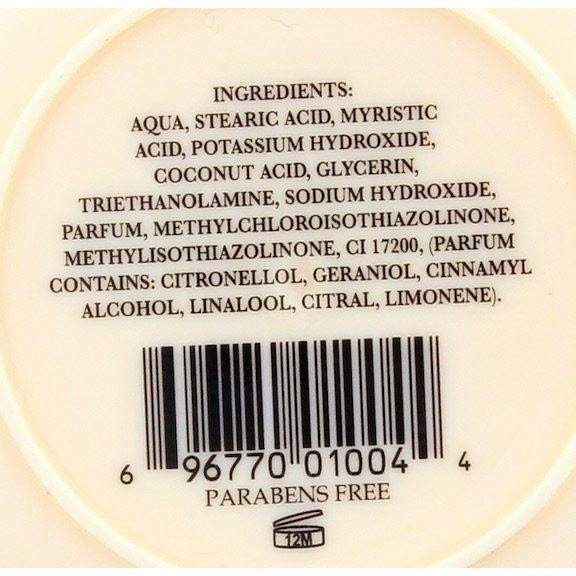 INGREDIENTS:
AQUA, STEARIC ACID, MYRISTIC
ACID, POTASSIUM HYDROXIDE,
COCONUT ACID, GLYCERIN,
TRIETHANOLAMINE, SODIUM HYDROXIDE,
PARFUM, METHYLCHLOROISOTHIAZOLINONE,
METHYLISOTHIAZOLINONE, CI 17200, (PARFUM
CONTAINS: CITRONELLOL, GERANIOL, CINNAMYL
ALCOHOL, LINALOOL, CITRAL, LIMONENE).
6 96770 01004 4
PARABENS FREE
12M